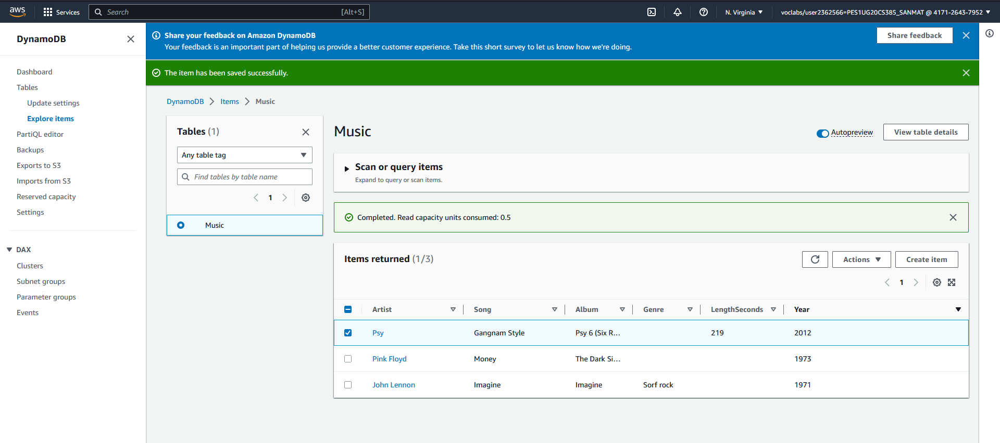 aws
Services
Search
[Alt+S]
N. Virginia
voclabs/user2362566=PES1UG20CS385_SANMAT @ 4171-2643-7952
DynamoDB
Dashboard
Tables
Update settings
Explore items
PartiQL editor
Backups
Exports to S3
Imports from S3
Reserved capacity
Settings
DAX
Clusters
Subnet groups
Parameter groups
Events
Share your feedback on Amazon DynamoDB
Your feedback is an important part of helping us provide a better customer experience. Take this short survey to let us know how we're doing.
Share feedback
The item has been saved successfully.
DynamoDB Items Music
Tables (1)
Any table tag
Find tables by table name
1
Music
Music
Autopreview
View table details
Scan or query items
Expand to query or scan items.
Completed. Read capacity units consumed: 0.5
Items returned (1/3)
Actions
Create item
1
Artist Song Album Genre LengthSeconds Year
Psy Gangnam Style Psy 6 (Six R... 219 2012
Pink Floyd Money The Dark Si... 1973
John Lennon Imagine Imagine Sorf rock 1971